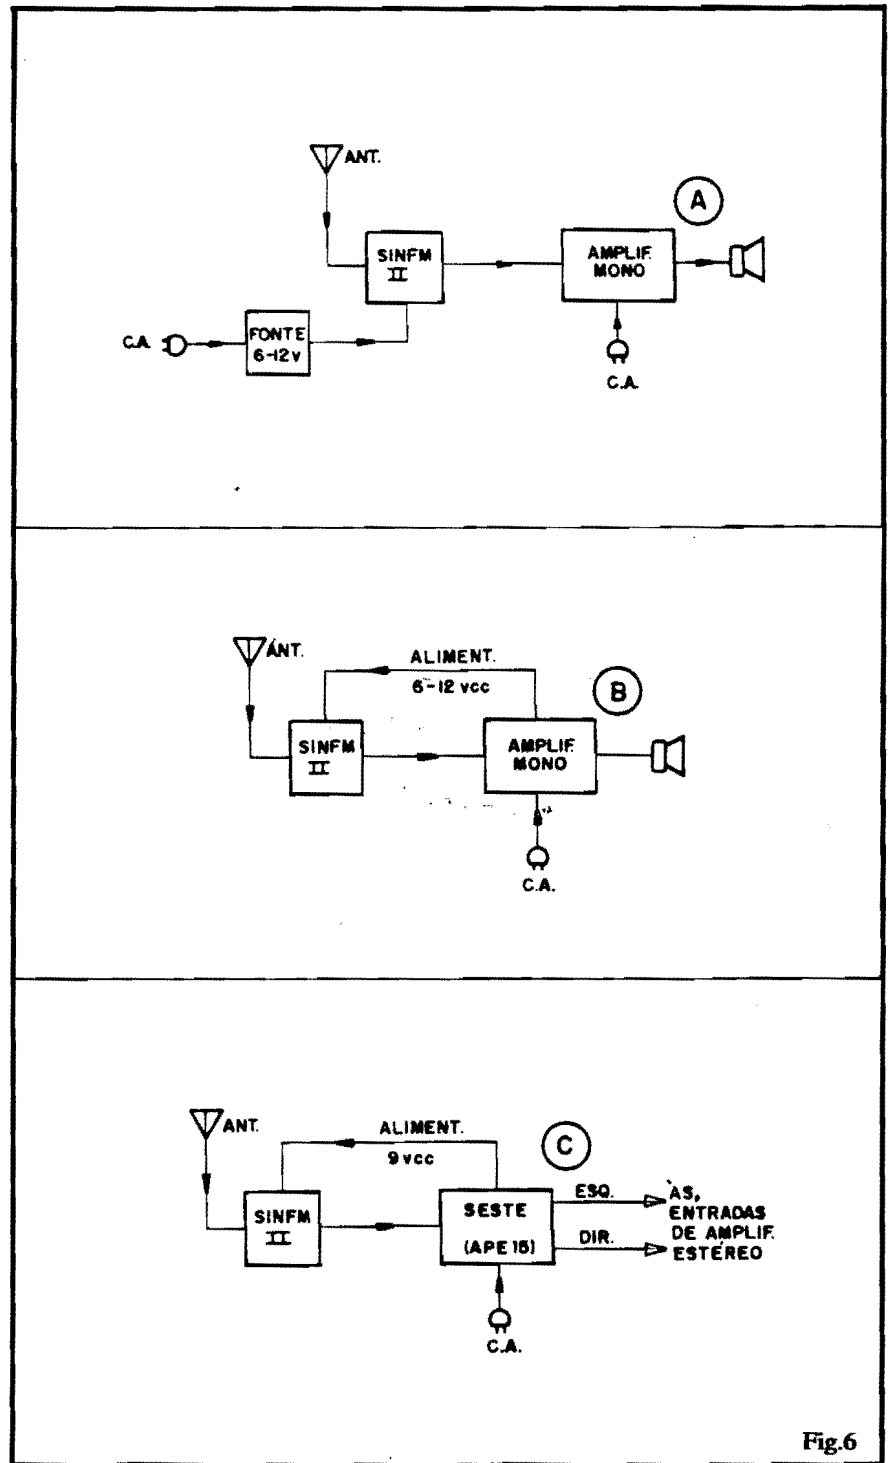 ANT.
A
SINFM
II
AMPLIF.
MONO
C.A.
FONTE
6-12v
C.A.
ANT.
ALIMENT.
6-12 vcc
B
SINFM
II
AMPLIF.
MONO
C.A.
ANT.
ALIMENT.
9 vcc
C
SINFM
II
SESTE
(APE 15)
ESQ.
DIR.
ÀS,
ENTRADAS
DE AMPLIF.
ESTÉREO
C.A.
Fig.6